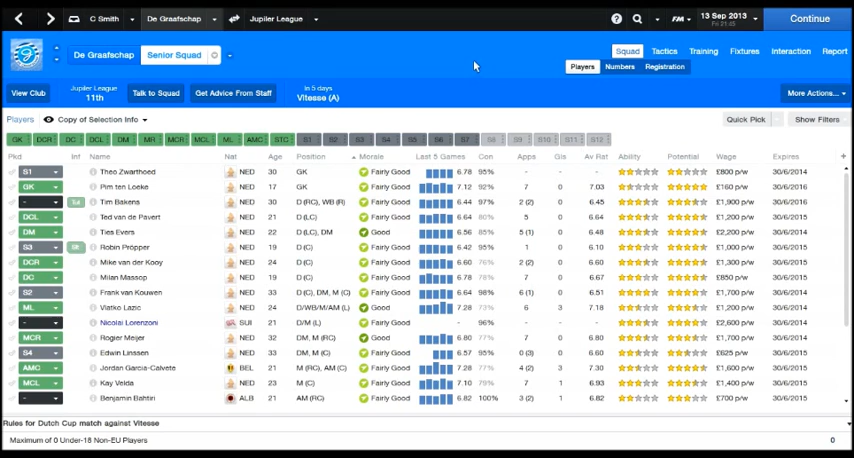 C Smith De Graafschap Jupiler League FM 13 Sep 2013 Continue
Fri 21:45
De Graafschap Senior Squad Squad Tactics Training Fixtures Interaction Report
Players Numbers Registration
View Club Jupiler League 11th Talk to Squad Get Advice From Staff In 5 days Vitesse (A) More Actions...
Players Copy of Selection Info Quick Pick Show Filters
GK DCR DC DCL DM MR MCR MCL ML AMC STC S1 S2 S3 S4 S5 S6 S7 S8 S9 S10 S11 S12
Pkd Inf Name Nat Age Position Morale Last 5 Games Con Apps Gls Av Rat Ability Potential Wage Expires
S1 Theo Zwarthoed NED 30 GK Fairly Good 6.78 95% - - - £800 p/w 30/6/2014
GK Pim ten Loeke NED 17 GK Fairly Good 7.12 92% 7 0 7.03 £160 p/w 30/6/2016
- Tut Tim Bakens NED 30 D (RC), WB (R) Fairly Good 6.44 97% 2 (2) 0 6.45 £1,900 p/w 30/6/2016
DCL Ted van de Pavert NED 21 D (LC) Fairly Good 6.64 80% 5 0 6.64 £1,200 p/w 30/6/2015
DM Ties Evers NED 22 D (LC), DM Good 6.56 85% 5 (1) 0 6.48 £2,200 p/w 30/6/2014
S3 Robin Pröpper NED 19 D (C) Fairly Good 6.42 95% 1 0 6.10 £1,000 p/w 30/6/2015
DCR Mike van der Kooy NED 24 D (C) Fairly Good 6.60 76% 2 (2) 0 6.60 £1,300 p/w 30/6/2015
DC Milan Massop NED 19 D (C) Fairly Good 6.78 78% 7 0 6.67 £850 p/w 30/6/2015
S2 Frank van Kouwen NED 33 D (C), DM, M (C) Fairly Good 6.64 98% 6 (1) 0 6.51 £1,700 p/w 30/6/2014
ML Vlatko Lazic NED 24 D/WB/M/AM (L) Good 7.28 73% 6 3 7.18 £1,200 p/w 30/6/2014
- Nicolai Lorenzoni SUI 21 D/M (L) Fairly Good - 96% £2,600 p/w 30/6/2014
MCR Rogier Meijer NED 32 DM, M (RC) Good 6.80 77% 7 0 6.80 £1,700 p/w 30/6/2014
S4 Edwin Linssen NED 33 DM, M (C) Fairly Good 6.57 95% 0 (3) 0 6.60 £625 p/w 30/6/2014
AMC Jordan Garcia-Calvete BEL 21 M (RC), AM (C) Fairly Good 7.28 77% 4 (2) 3 7.30 £1,600 p/w 30/6/2015
MCL Kay Velda NED 23 M (C) Fairly Good 7.10 79% 7 1 6.93 £1,400 p/w 30/6/2015
- Benjamin Bahtiri ALB 21 AM (RC) Fairly Good 6.82 100% 3 (2) 1 6.82 £700 p/w 30/6/2015
Rules for Dutch Cup match against Vitesse
Maximum of 0 Under-18 Non-EU Players 0